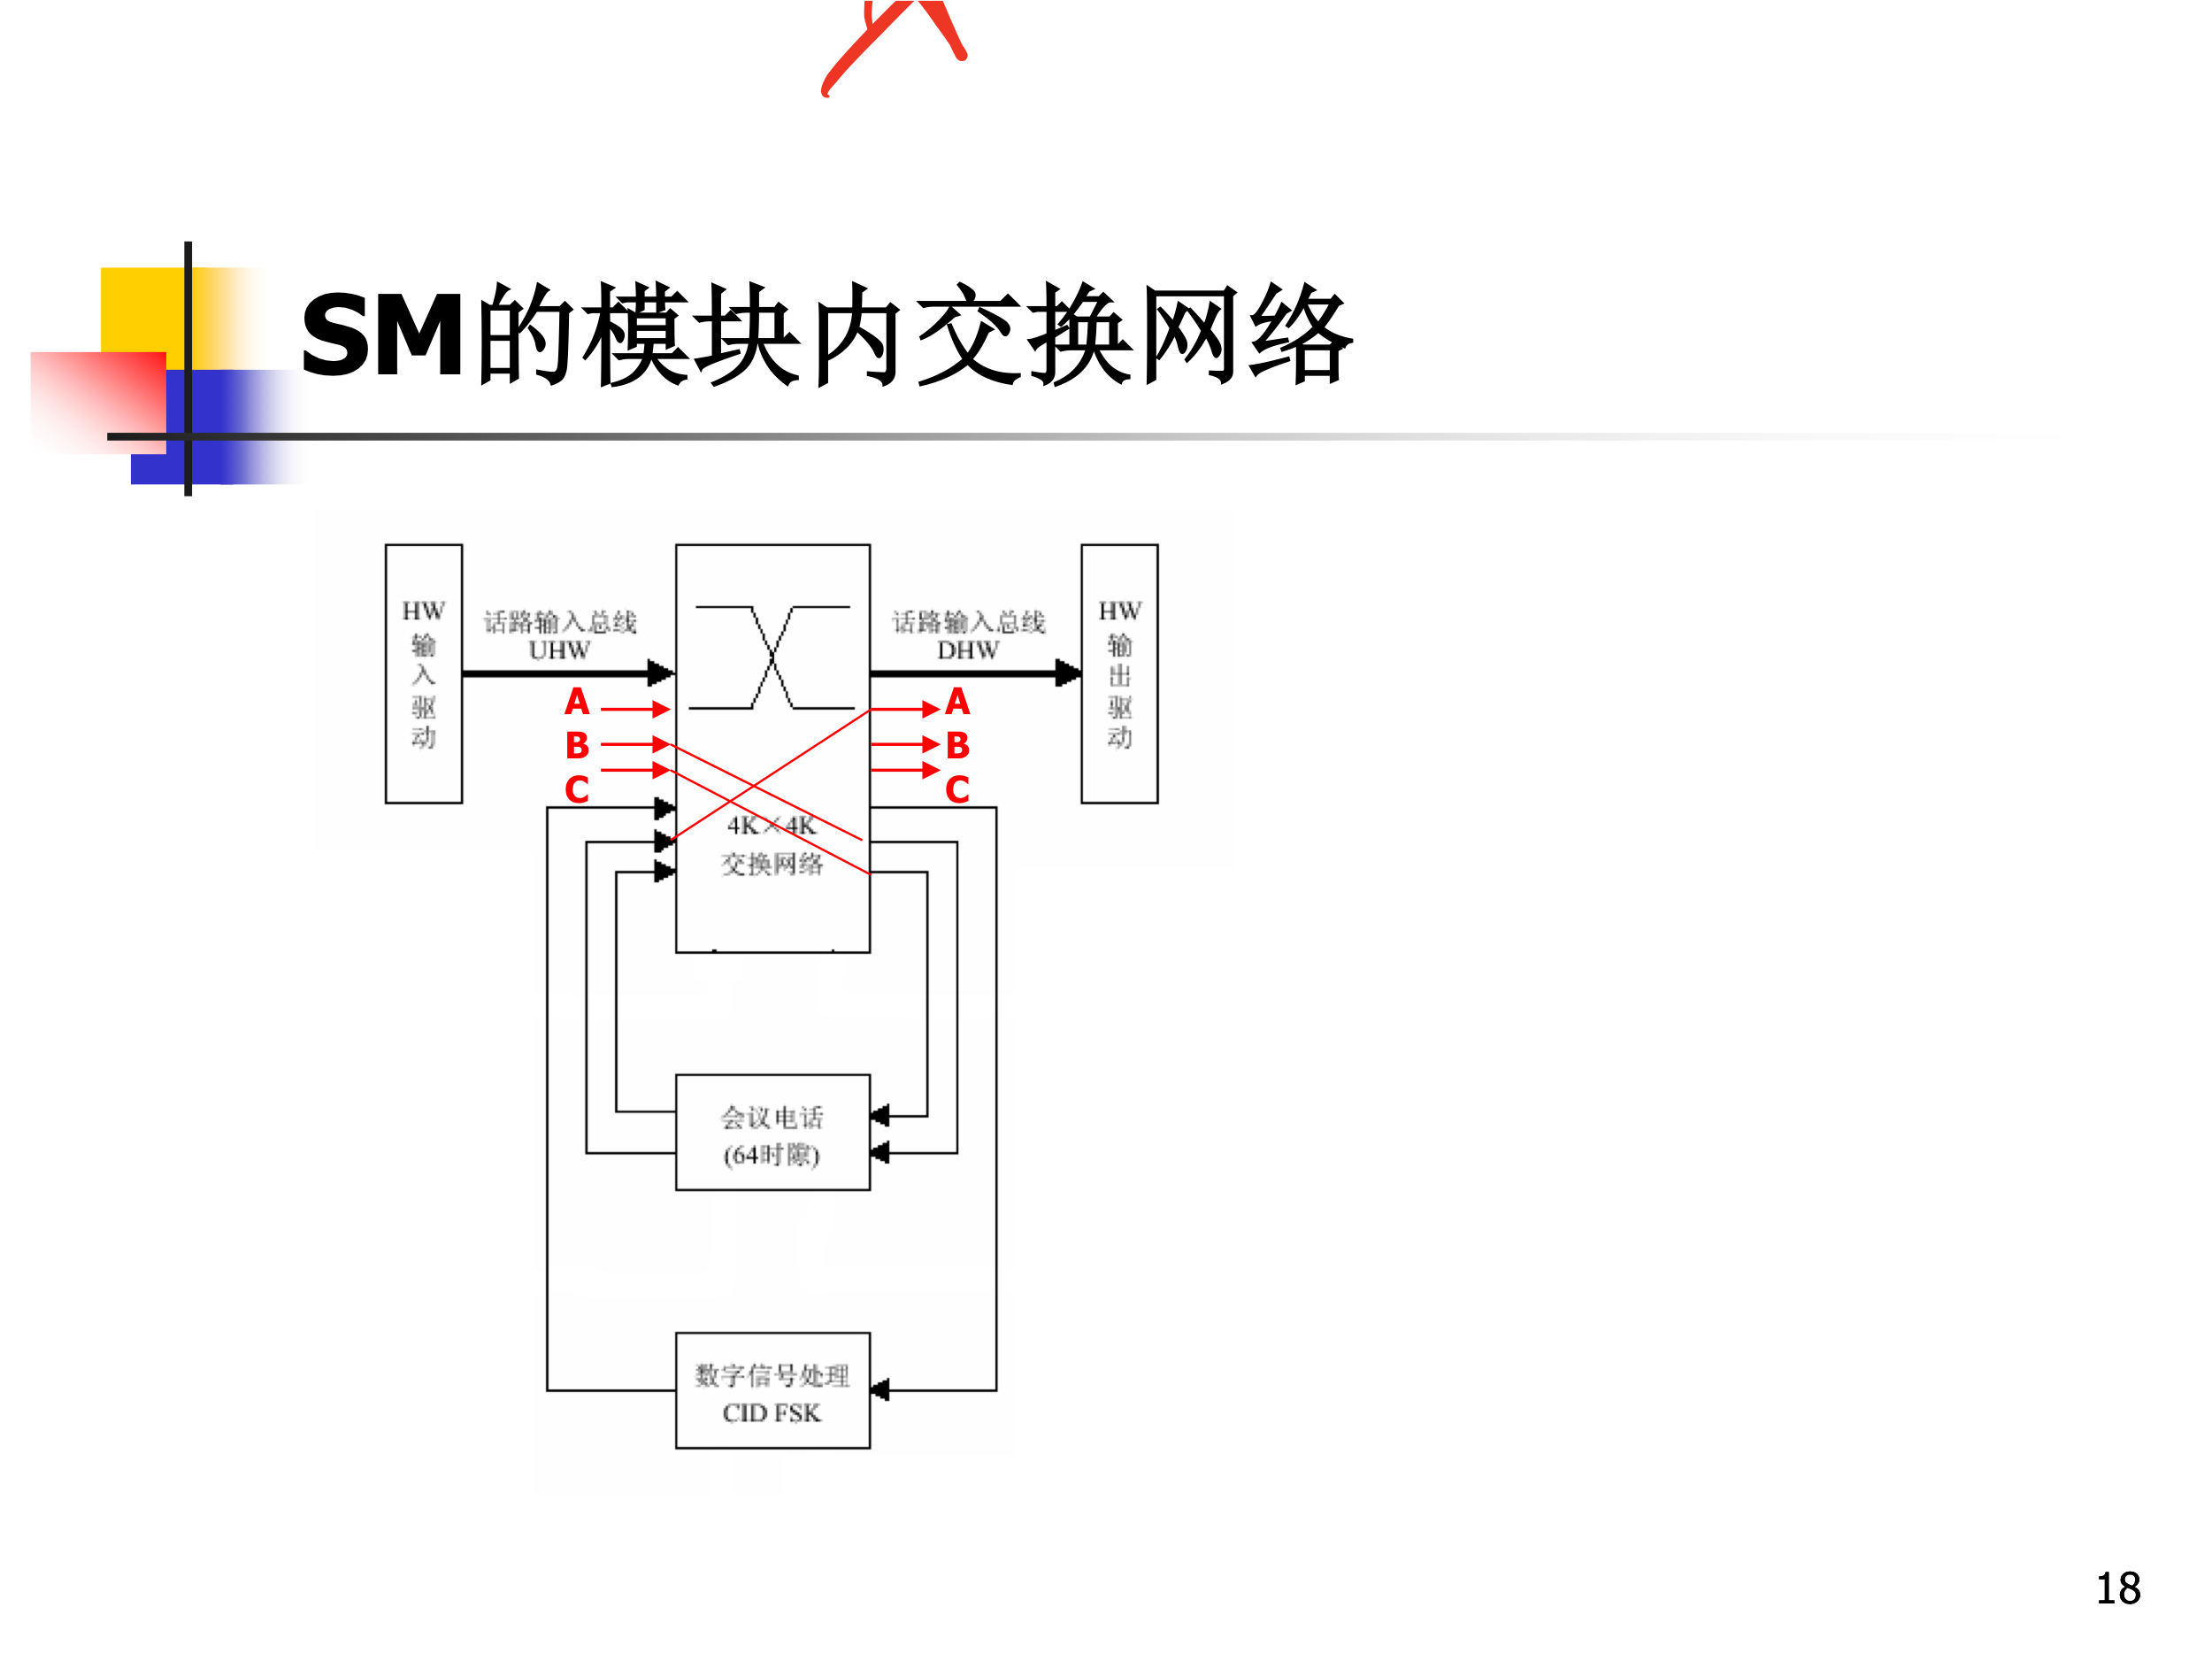 SM的模块内交换网络
HW
输
入
驱
动
话路输入总线
UHW
话路输入总线
DHW
HW
输
出
驱
动
A
B
C
A
B
C
4K×4K
交换网络
会议电话
(64时隙)
数字信号处理
CID FSK
18